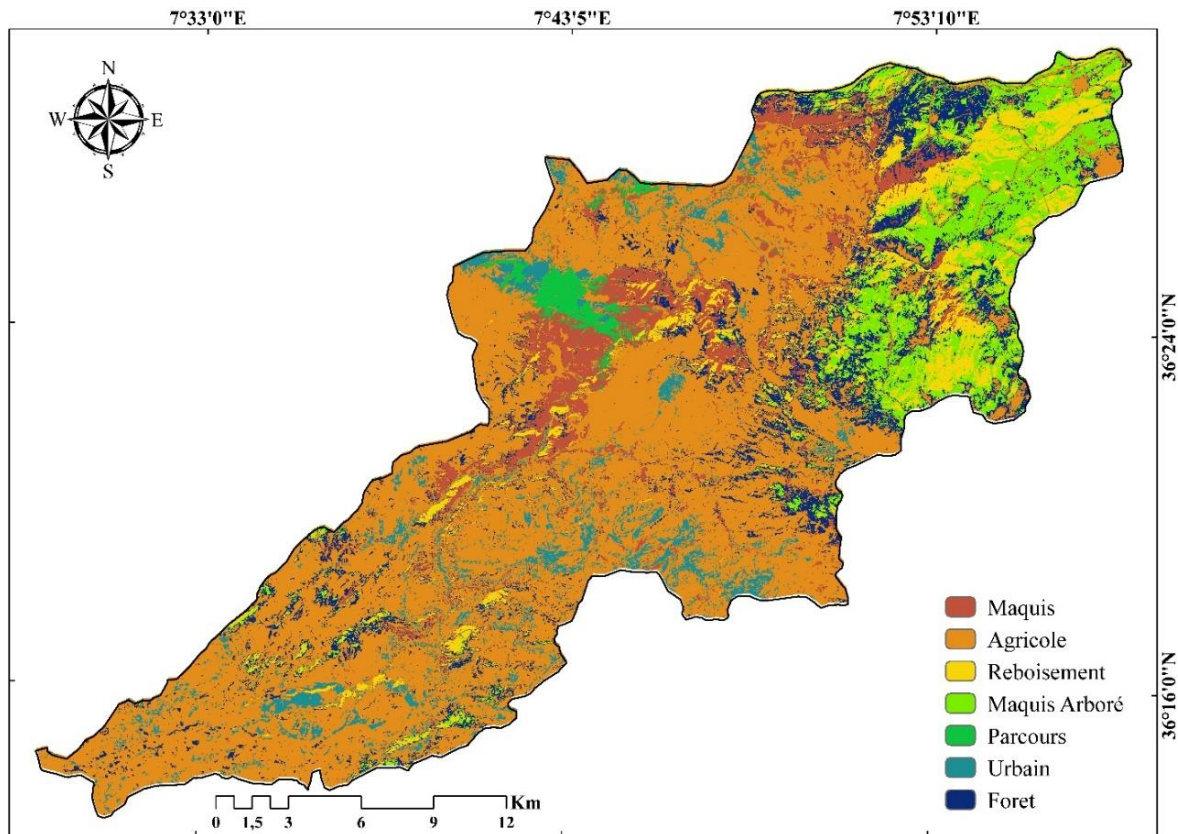 7°33'0"E 7°43'5"E 7°53'10"E
N
W E
S
36°24'0"N
36°16'0"N
Maquis
Agricole
Reboisement
Maquis Arboré
Parcours
Urbain
Foret
Km
0 1,5 3 6 9 12